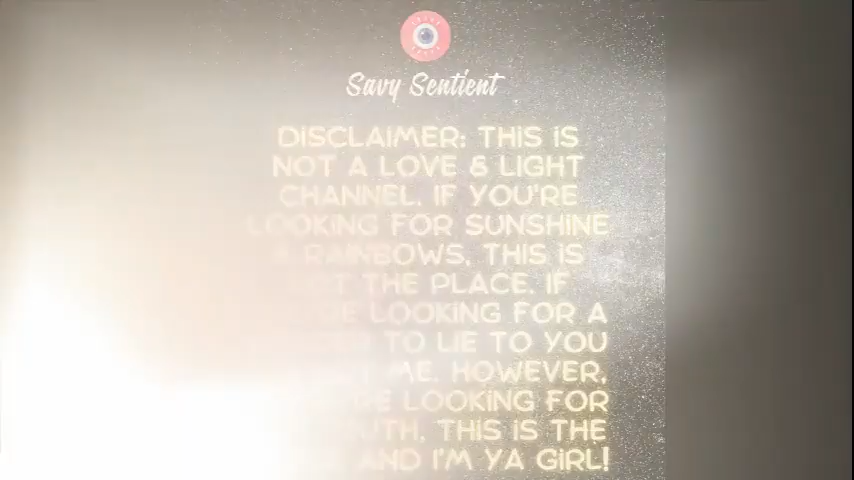 Savy Sentient
DISCLAIMER: THIS IS
NOT A LOVE & LIGHT
CHANNEL. IF YOU'RE
LOOKING FOR SUNSHINE
& RAINBOWS, THIS IS
THE PLACE. IF
LOOKING FOR A
TO LIE TO YOU
ME. HOWEVER,
LOOKING FOR
THIS IS THE
AND I'M YA GIRL!